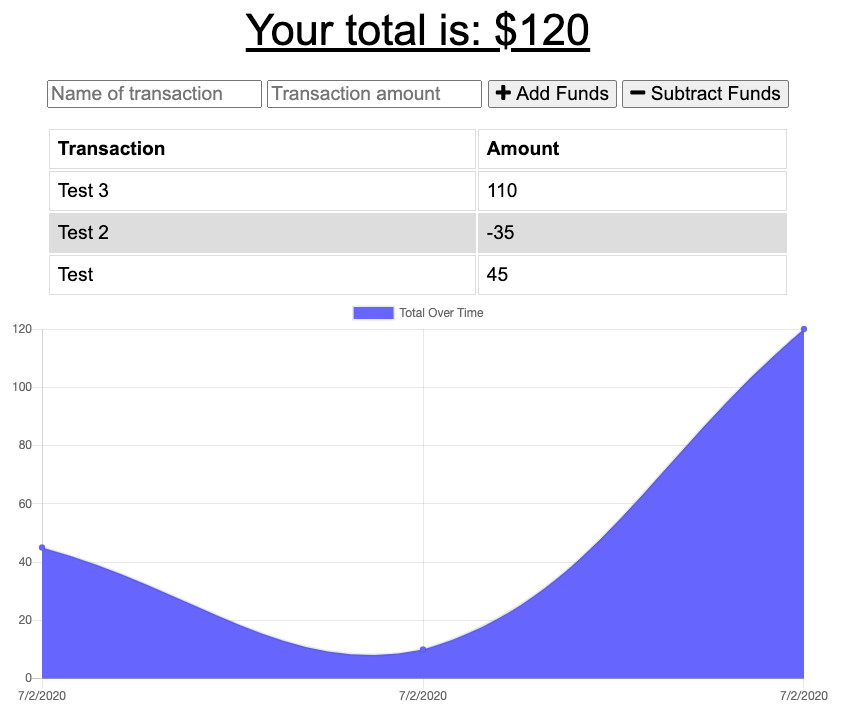 Your total is: $120
Name of transaction Transaction amount Add Funds Subtract Funds
Transaction Amount
Test 3 110
Test 2 -35
Test 45
Total Over Time
120
100
80
60
40
20
0
7/2/2020 7/2/2020 7/2/2020